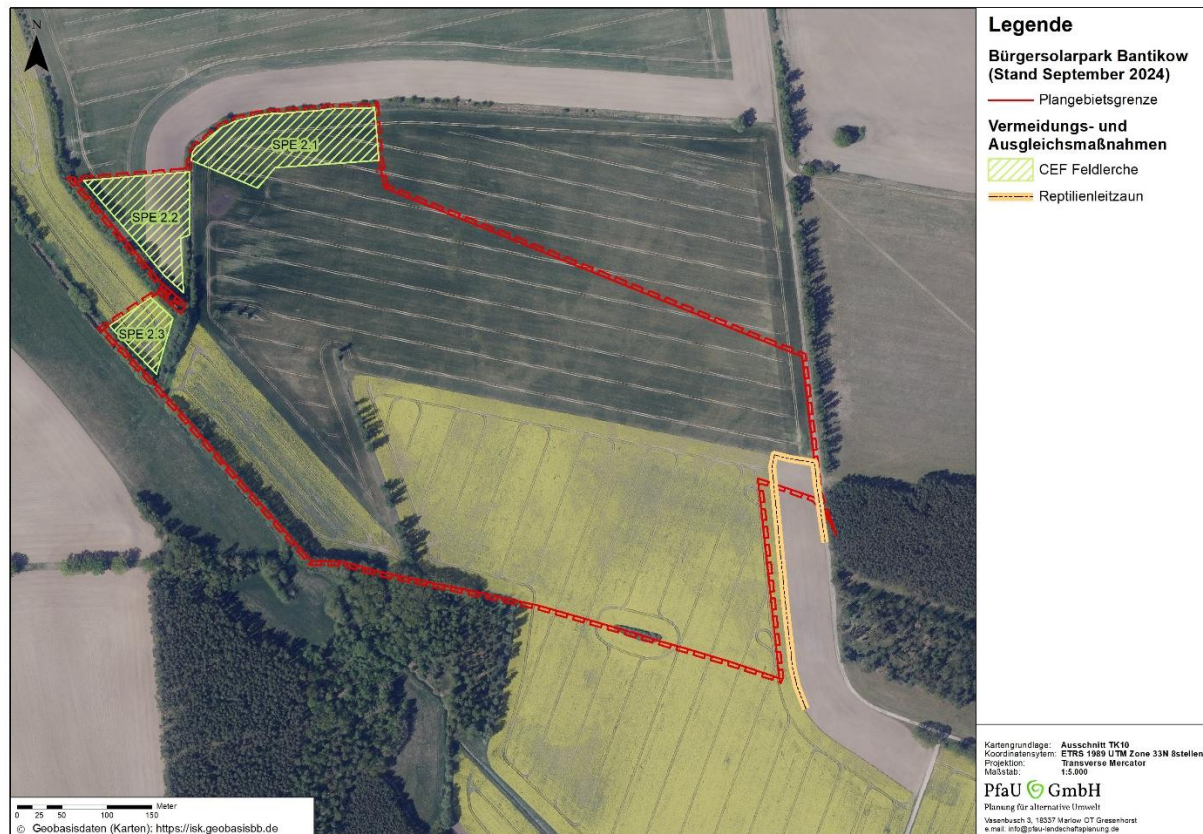 N
SPE 2.1
SPE 2.2
SPE 2.3
0 25 50 100 150 Meter
© Geobasisdaten (Karten): https://isk.geobasisbb.de
Legende
Bürgersolarpark Bantikow
(Stand September 2024)
Plangebietsgrenze
Vermeidungs- und
Ausgleichsmaßnahmen
CEF Feldlerche
Reptilienleitzaun
Kartengrundlage: Ausschnitt TK10
Koordinatensytem: ETRS 1989 UTM Zone 33N 8stellen
Projektion: Transverse Mercator
Maßstab: 1:5.000
PfaU GmbH
Planung für alternative Umwelt
Vasenbusch 3, 18337 Marlow OT Gresenhorst
e.mail: info@pfau-landschaftsplanung.de